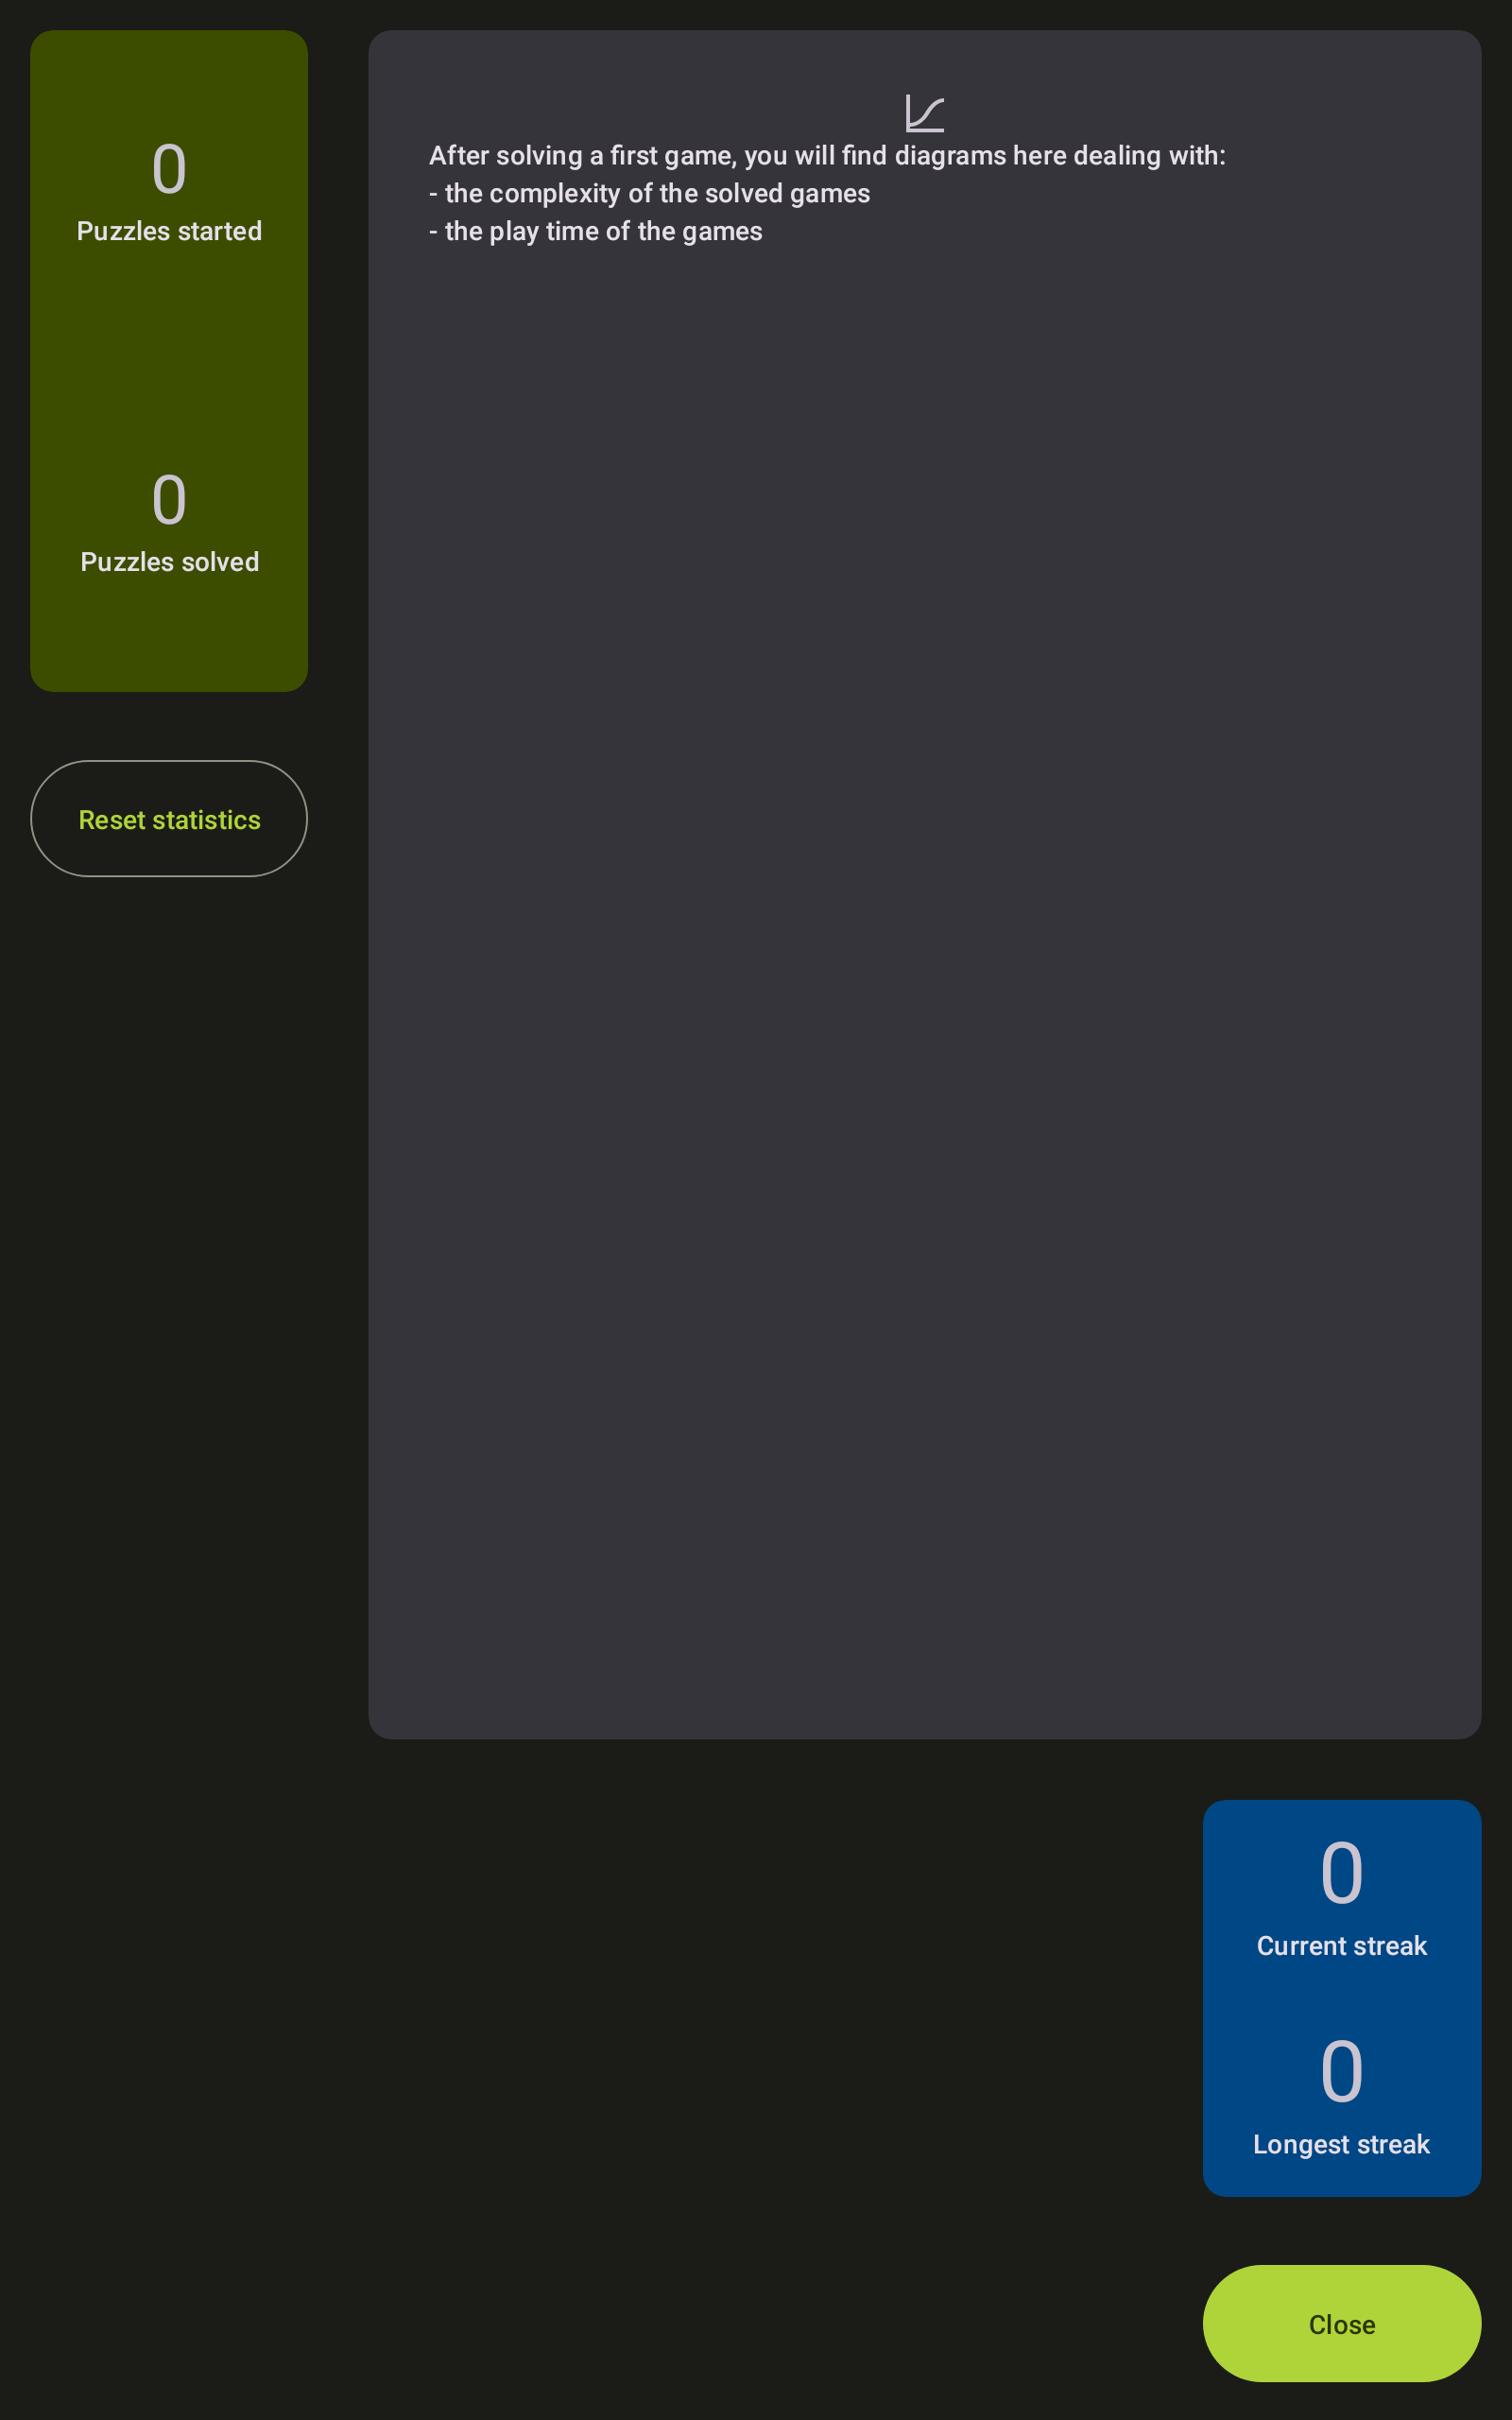 0
Puzzles started
0
Puzzles solved
Reset statistics
After solving a first game, you will find diagrams here dealing with:
- the complexity of the solved games
- the play time of the games
0
Current streak
0
Longest streak
Close